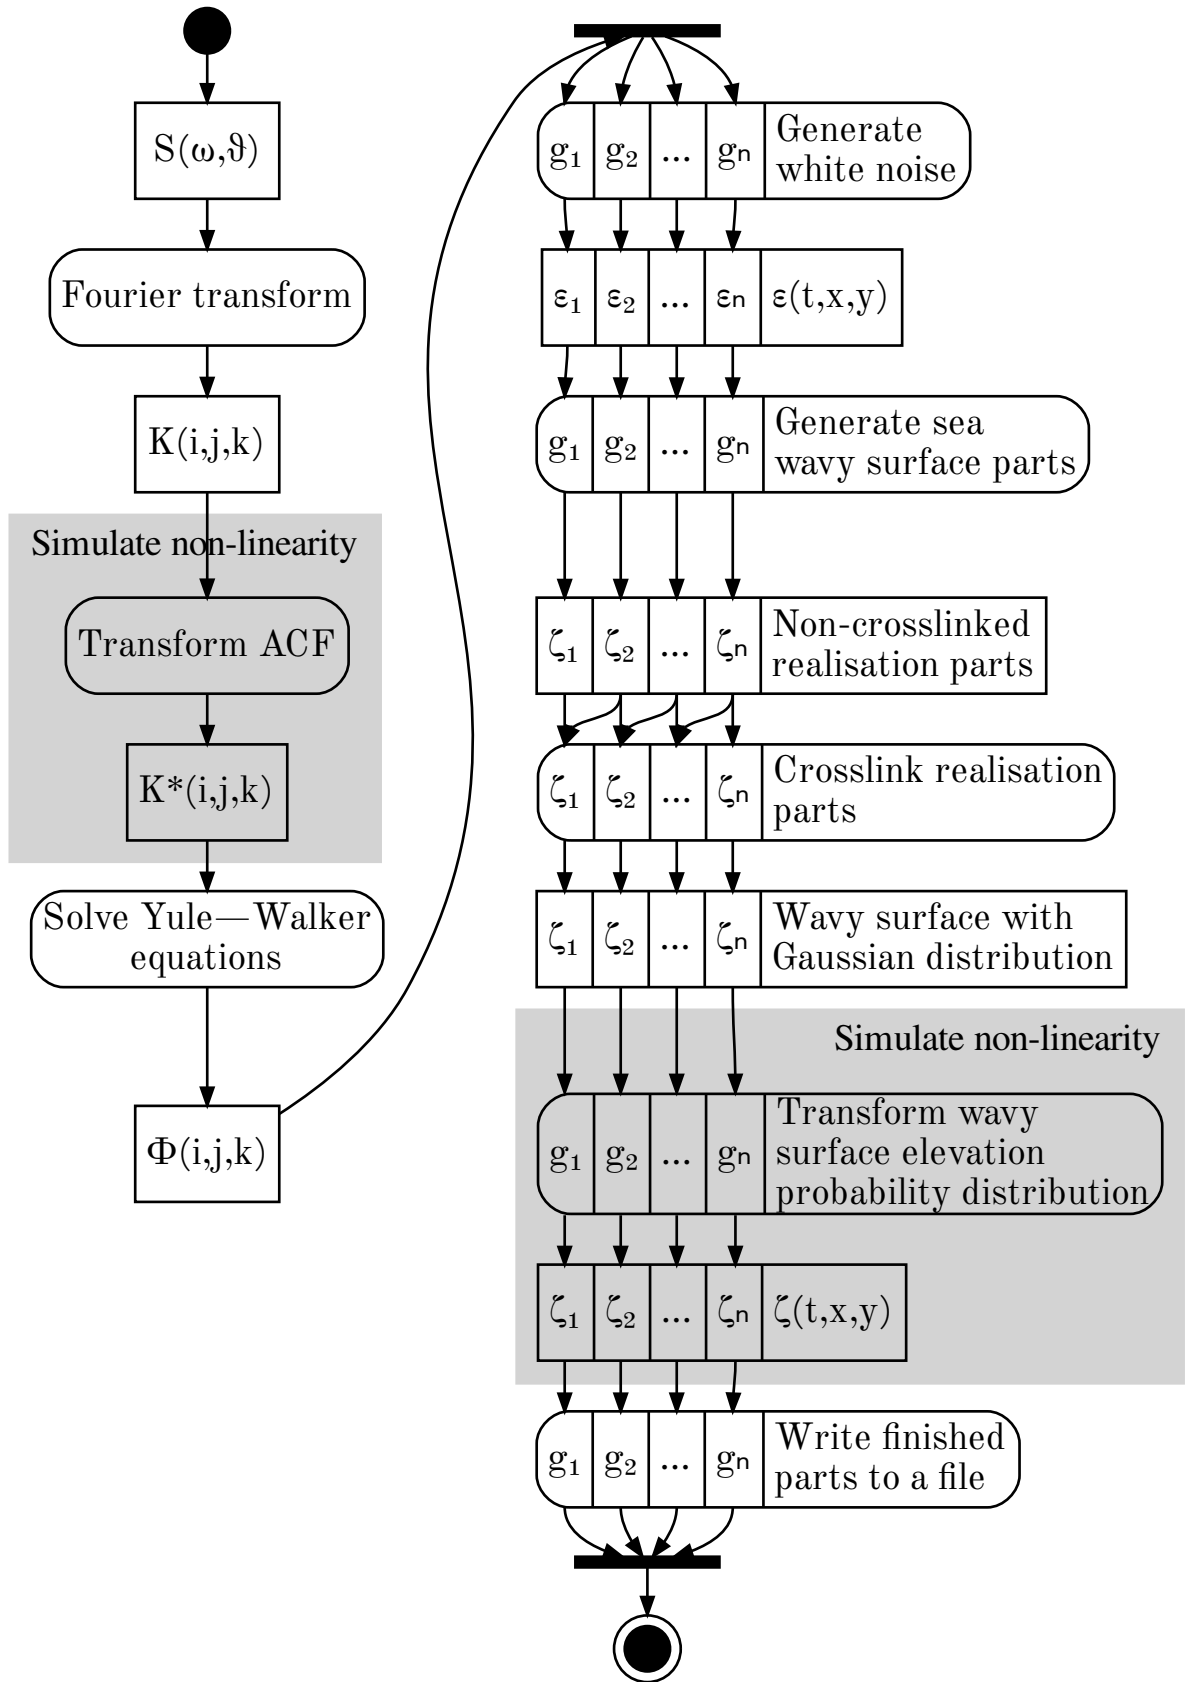 S(ω,ϑ)
Fourier transform
K(i,j,k)
Simulate non-linearity
Transform ACF
K*(i,j,k)
Solve Yule—Walker
equations
Φ(i,j,k)
g₁ g₂ ... gₙ Generate
white noise
ε₁ ε₂ ... εₙ ε(t,x,y)
g₁ g₂ ... gₙ Generate sea
wavy surface parts
ζ₁ ζ₂ ... ζₙ Non-crosslinked
realisation parts
ζ₁ ζ₂ ... ζₙ Crosslink realisation
parts
ζ₁ ζ₂ ... ζₙ Wavy surface with
Gaussian distribution
Simulate non-linearity
g₁ g₂ ... gₙ Transform wavy
surface elevation
probability distribution
ζ₁ ζ₂ ... ζₙ ζ(t,x,y)
g₁ g₂ ... gₙ Write finished
parts to a file